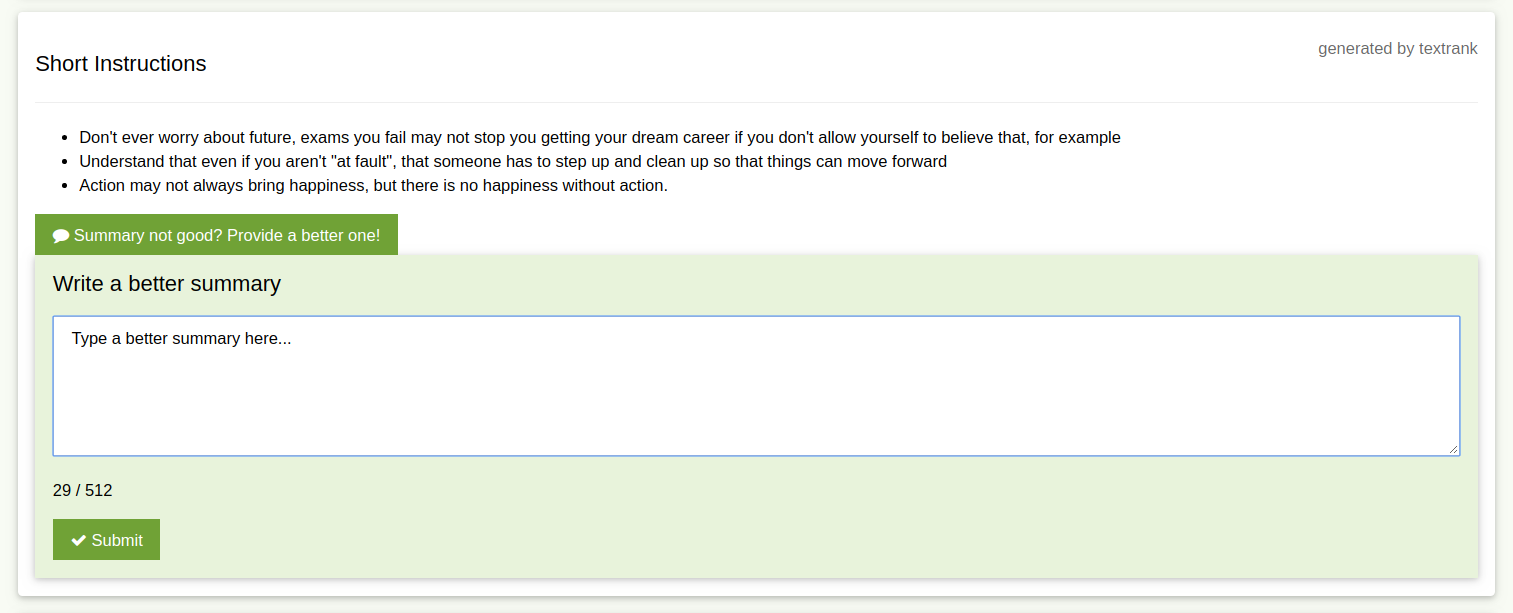 Short Instructions
generated by textrank
Don't ever worry about future, exams you fail may not stop you getting your dream career if you don't allow yourself to believe that, for example
Understand that even if you aren't "at fault", that someone has to step up and clean up so that things can move forward
Action may not always bring happiness, but there is no happiness without action.
Summary not good? Provide a better one!
Write a better summary
Type a better summary here...
29 / 512
Submit